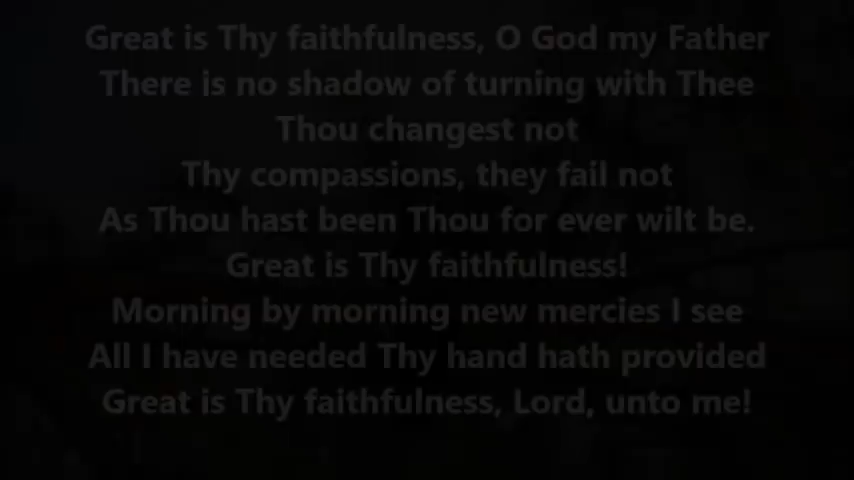 Great is Thy faithfulness, O God my Father
There is no shadow of turning with Thee
Thou changest not
Thy compassions, they fail not
As Thou hast been Thou for ever wilt be.
Great is Thy faithfulness!
Morning by morning new mercies I see
All I have needed Thy hand hath provided
Great is Thy faithfulness, Lord, unto me!